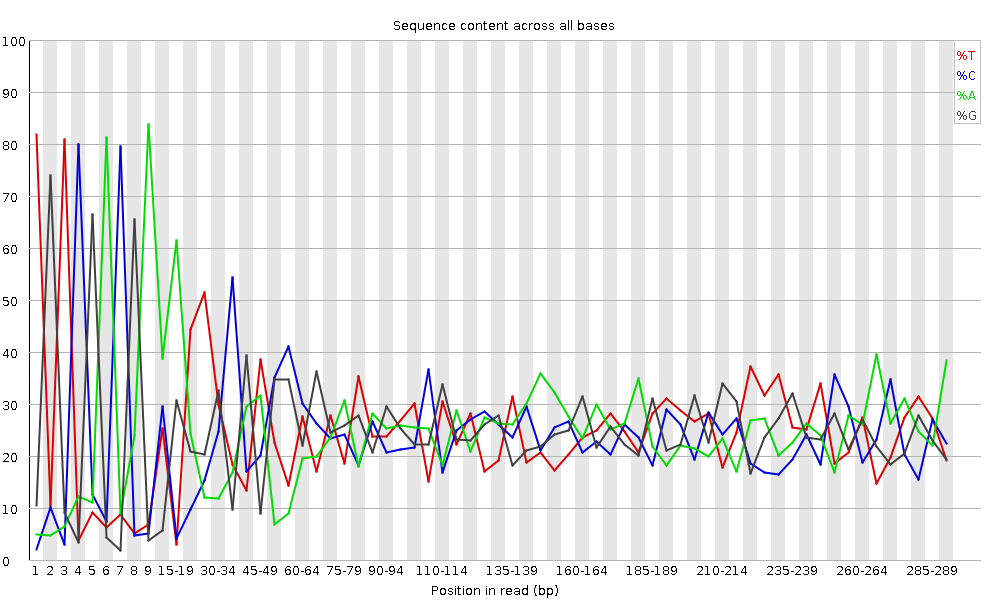 Sequence content across all bases
100
90
80
70
60
50
40
30
20
10
0
%T
%C
%A
%G
1 2 3 4 5 6 7 8 9 15-19 30-34 45-49 60-64 75-79 90-94 110-114 135-139 160-164 185-189 210-214 235-239 260-264 285-289
Position in read (bp)